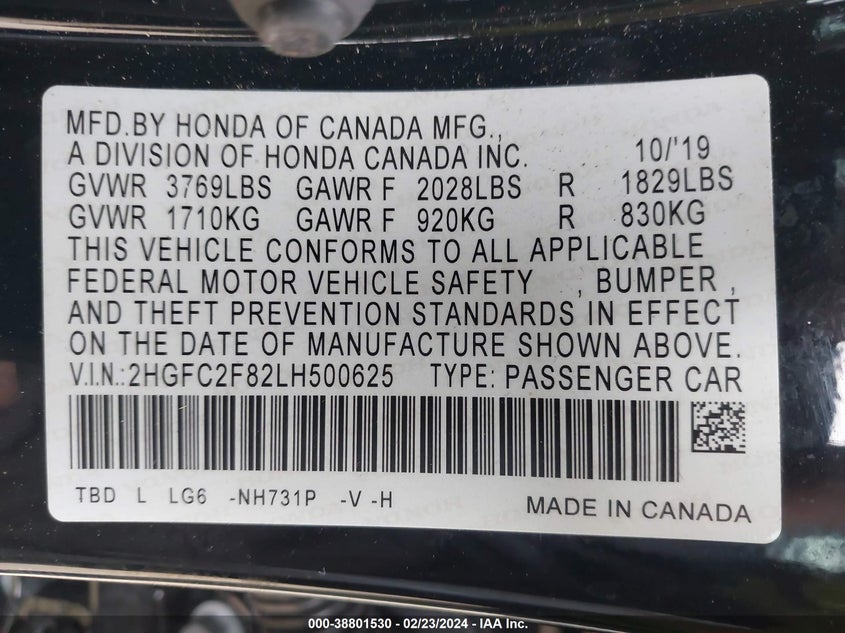 MFD.BY HONDA OF CANADA MFG.,
A DIVISION OF HONDA CANADA INC. 10/'19
GVWR 3769LBS GAWR F 2028LBS R 1829LBS
GVWR 1710KG GAWR F 920KG R 830KG
THIS VEHICLE CONFORMS TO ALL APPLICABLE
FEDERAL MOTOR VEHICLE SAFETY , BUMPER ,
AND THEFT PREVENTION STANDARDS IN EFFECT
ON THE DATE OF MANUFACTURE SHOWN ABOVE.
V.I.N.:2HGFC2F82LH500625 TYPE: PASSENGER CAR
TBD L LG6 -NH731P -V -H
MADE IN CANADA
000-38801530 - 02/23/2024 - IAA Inc.